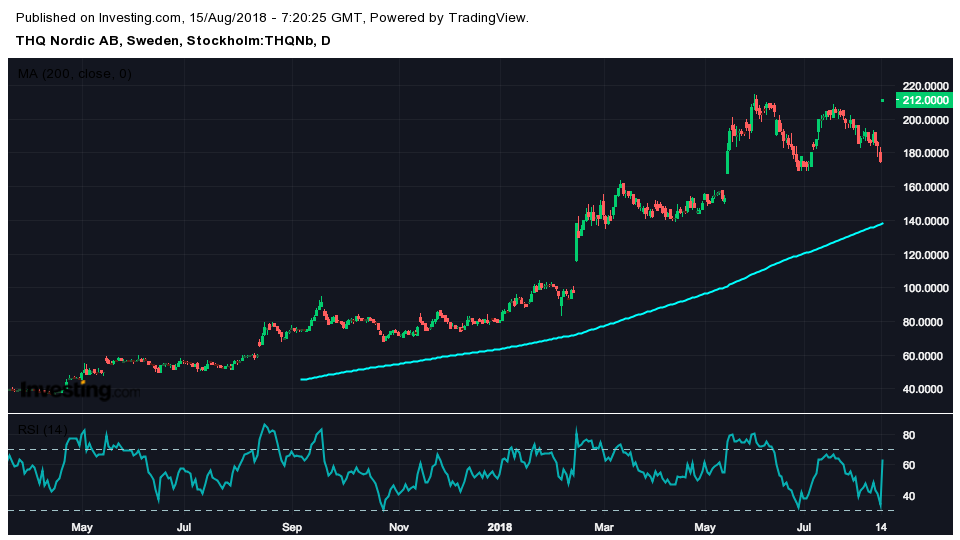 Published on Investing.com, 15/Aug/2018 - 7:20:25 GMT, Powered by TradingView.
THQ Nordic AB, Sweden, Stockholm:THQNb, D
MA (200, close, 0)
220.0000
212.0000
200.0000
180.0000
160.0000
140.0000
120.0000
100.0000
80.0000
60.0000
40.0000
Investing.com
RSI (14)
80
60
40
May Jul Sep Nov 2018 Mar May Jul 14